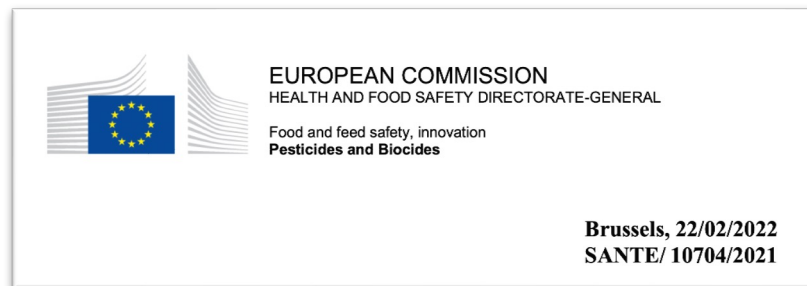 EUROPEAN COMMISSION
HEALTH AND FOOD SAFETY DIRECTORATE-GENERAL
Food and feed safety, innovation
Pesticides and Biocides
Brussels, 22/02/2022
SANTE/ 10704/2021